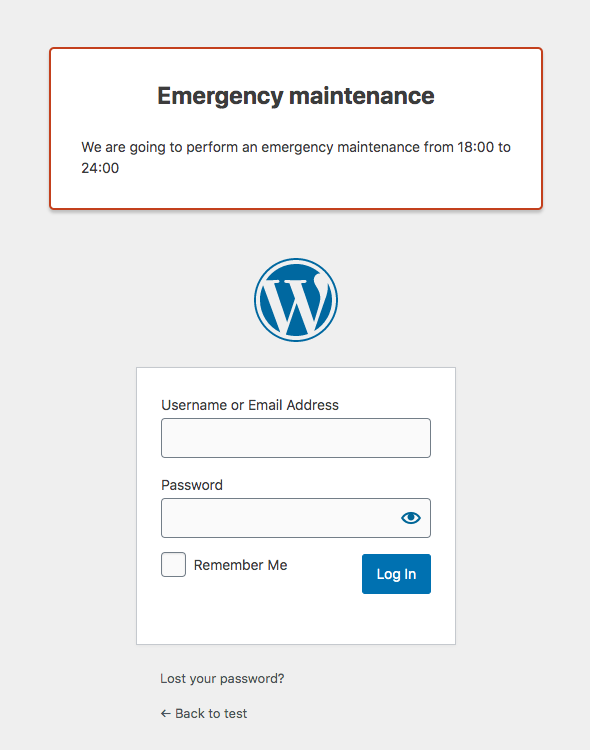 Emergency maintenance
We are going to perform an emergency maintenance from 18:00 to
24:00
Username or Email Address
Password
Remember Me
Log In
Lost your password?
← Back to test